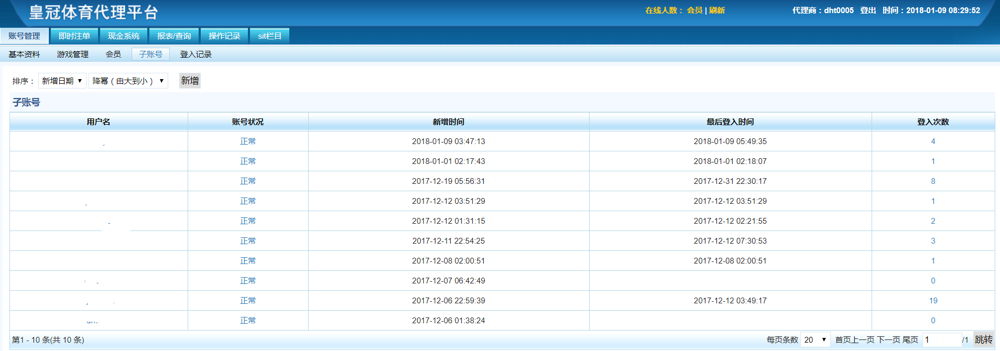 皇冠体育代理平台
在线人数： 会员 | 刷新 代理商：dht0005 登出 时间：2018-01-09 08:29:52
账号管理 即时注单 现金系统 报表/查询 操作记录 sit栏目
基本资料 游戏管理 会员 子账号 登入记录
排序： 新增日期 ▼ 降幂（由大到小）▼ 新增
子账号
用户名 账号状况 新增时间 最后登入时间 登入次数
正常 2018-01-09 03:47:13 2018-01-09 05:49:35 4
正常 2018-01-01 02:17:43 2018-01-01 02:18:07 1
正常 2017-12-19 05:56:31 2017-12-31 22:30:17 8
正常 2017-12-12 03:51:29 2017-12-12 03:51:29 1
正常 2017-12-12 01:31:15 2017-12-12 02:21:55 2
正常 2017-12-11 22:54:25 2017-12-12 07:30:53 3
正常 2017-12-08 02:00:51 2017-12-08 02:00:51 1
正常 2017-12-07 06:42:49 0
正常 2017-12-06 22:59:39 2017-12-12 03:49:17 19
正常 2017-12-06 01:38:24 0
第1 - 10 条(共 10 条) 每页条数 20 ▼ 首页上一页 下一页 尾页 1 /1 跳转